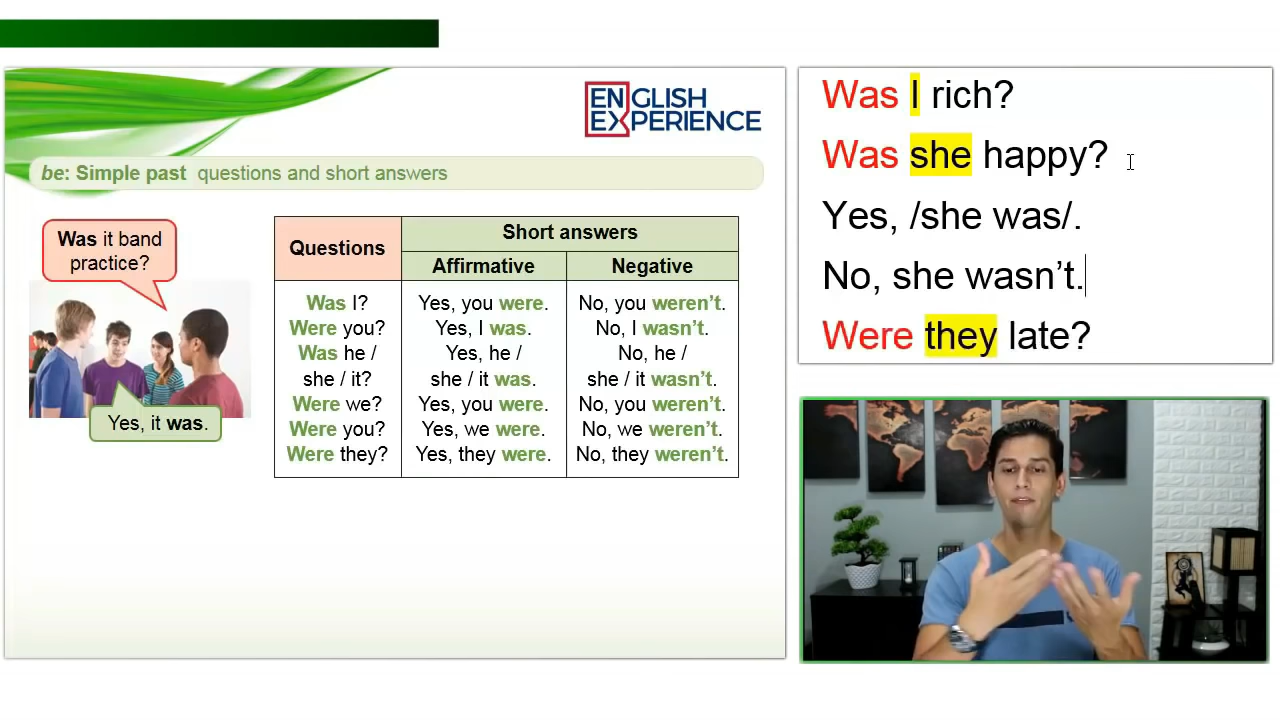 ENGLISH
EXPERIENCE
be: Simple past questions and short answers
Was it band
practice?
Yes, it was.
Questions
Short answers
Affirmative Negative
Was I? Yes, you were. No, you weren't.
Were you? Yes, I was. No, I wasn't.
Was he / Yes, he / No, he /
she / it? she / it was. she / it wasn't.
Were we? Yes, you were. No, you weren't.
Were you? Yes, we were. No, we weren't.
Were they? Yes, they were. No, they weren't.
Was I rich?
Was she happy?
Yes, /she was/.
No, she wasn't.
Were they late?